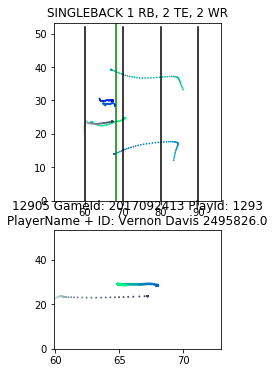 SINGLEBACK 1 RB, 2 TE, 2 WR
50
40
30
20
10
0
60 70 80 90
12905 GameId: 2017092413 PlayId: 1293
PlayerName + ID: Vernon Davis 2495826.0
40
20
0
60 65 70